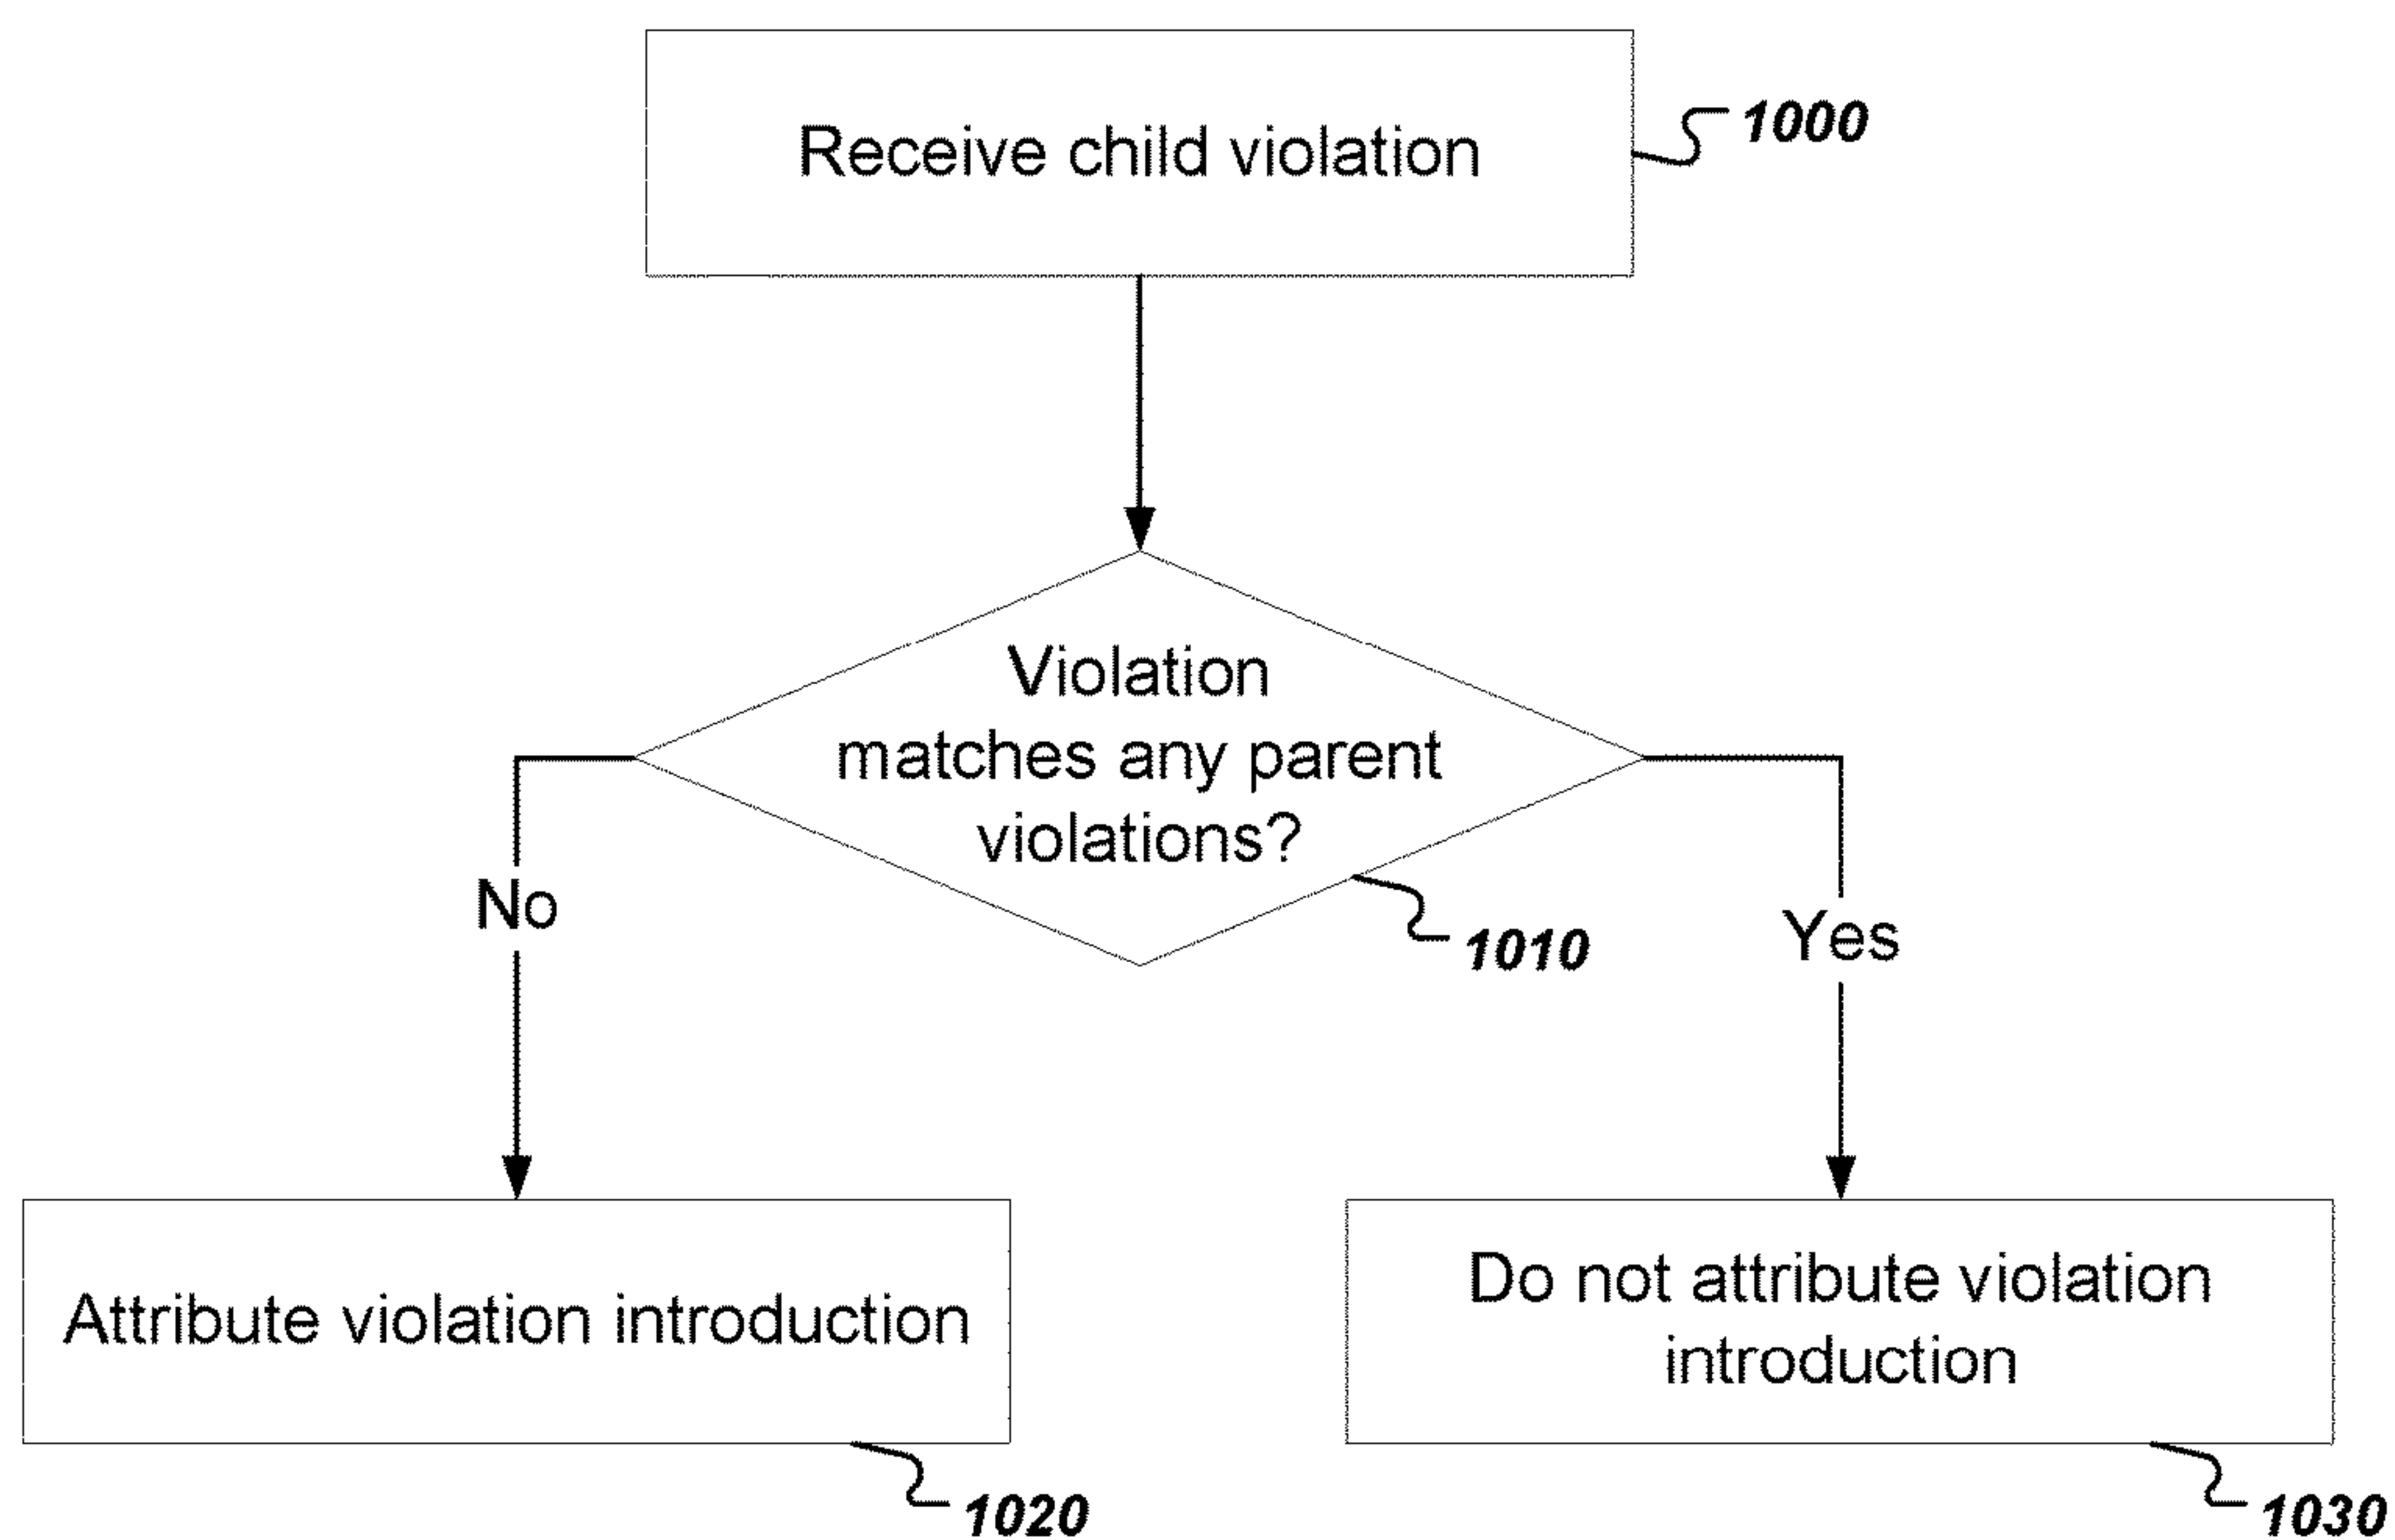 Receive child violation
1000
Violation
matches any parent
violations?
1010
No
Yes
Attribute violation introduction
1020
Do not attribute violation
introduction
1030